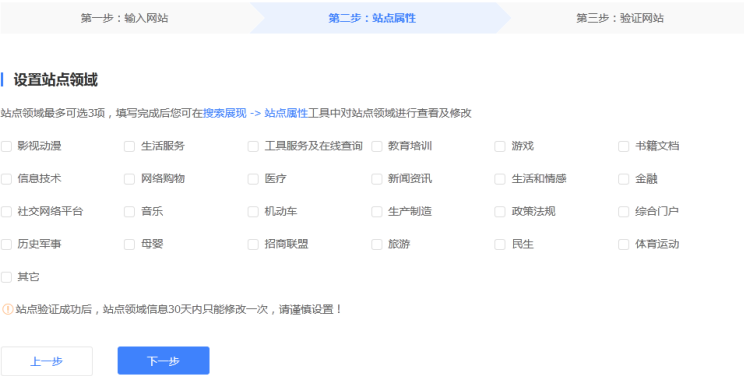 第一步：输入网站 第二步：站点属性 第三步：验证网站
设置站点领域
站点领域最多可选3项，填写完成后您可在搜索展现 -> 站点属性工具中对站点领域进行查看及修改
影视动漫 生活服务 工具服务及在线查询 教育培训 游戏 书籍文档
信息技术 网络购物 医疗 新闻资讯 生活和情感 金融
社交网络平台 音乐 机动车 生产制造 政策法规 综合门户
历史军事 母婴 招商联盟 旅游 民生 体育运动
其它
站点验证成功后，站点领域信息30天内只能修改一次，请谨慎设置！
上一步 下一步